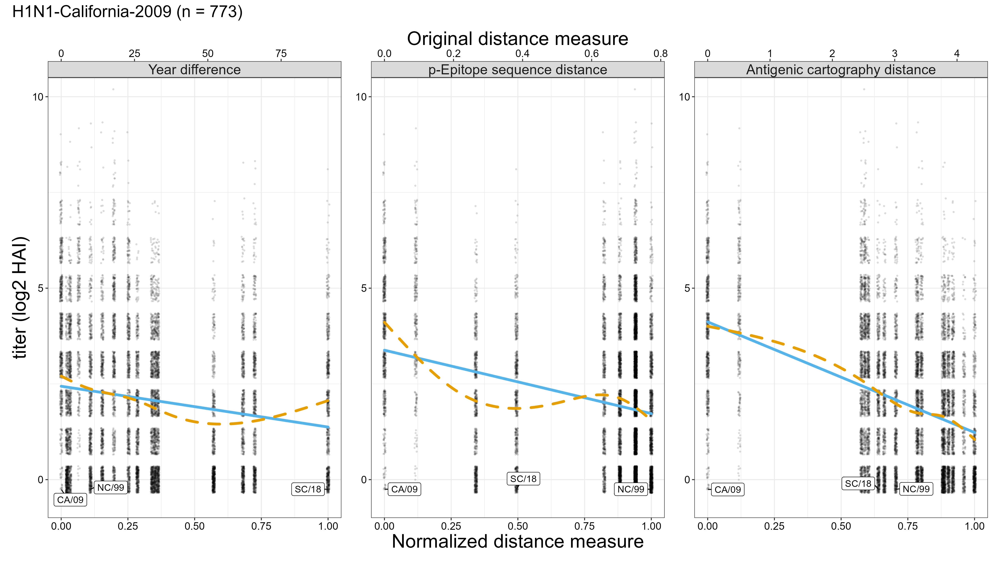 H1N1-California-2009 (n = 773)
Original distance measure
0 25 50 75
0.0 0.2 0.4 0.6 0.8
0 1 2 3 4
Year difference
p-Epitope sequence distance
Antigenic cartography distance
titer (log2 HAI)
10
5
0
10
5
0
10
5
0
CA/09
NC/99
SC/18
CA/09
SC/18
NC/99
CA/09
SC/18
NC/99
0.00 0.25 0.50 0.75 1.00
0.00 0.25 0.50 0.75 1.00
0.00 0.25 0.50 0.75 1.00
Normalized distance measure